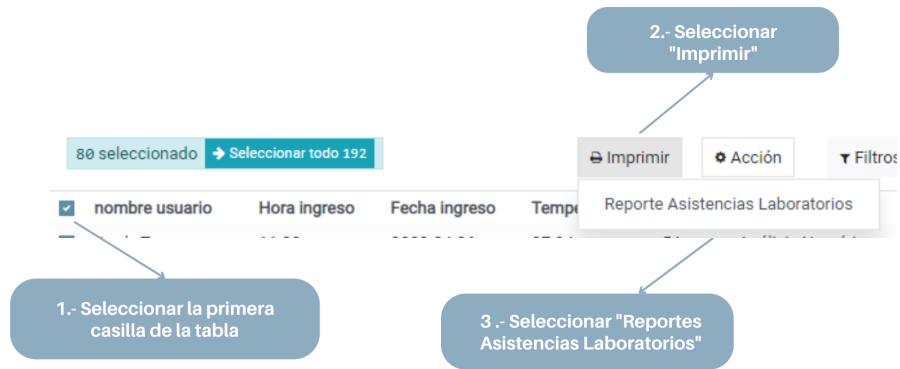 2.- Seleccionar
"Imprimir"
80 seleccionado Seleccionar todo 192
Imprimir Acción Filtros
nombre usuario Hora ingreso Fecha ingreso Tempe
Reporte Asistencias Laboratorios
1.- Seleccionar la primera
casilla de la tabla
3 .- Seleccionar "Reportes
Asistencias Laboratorios"